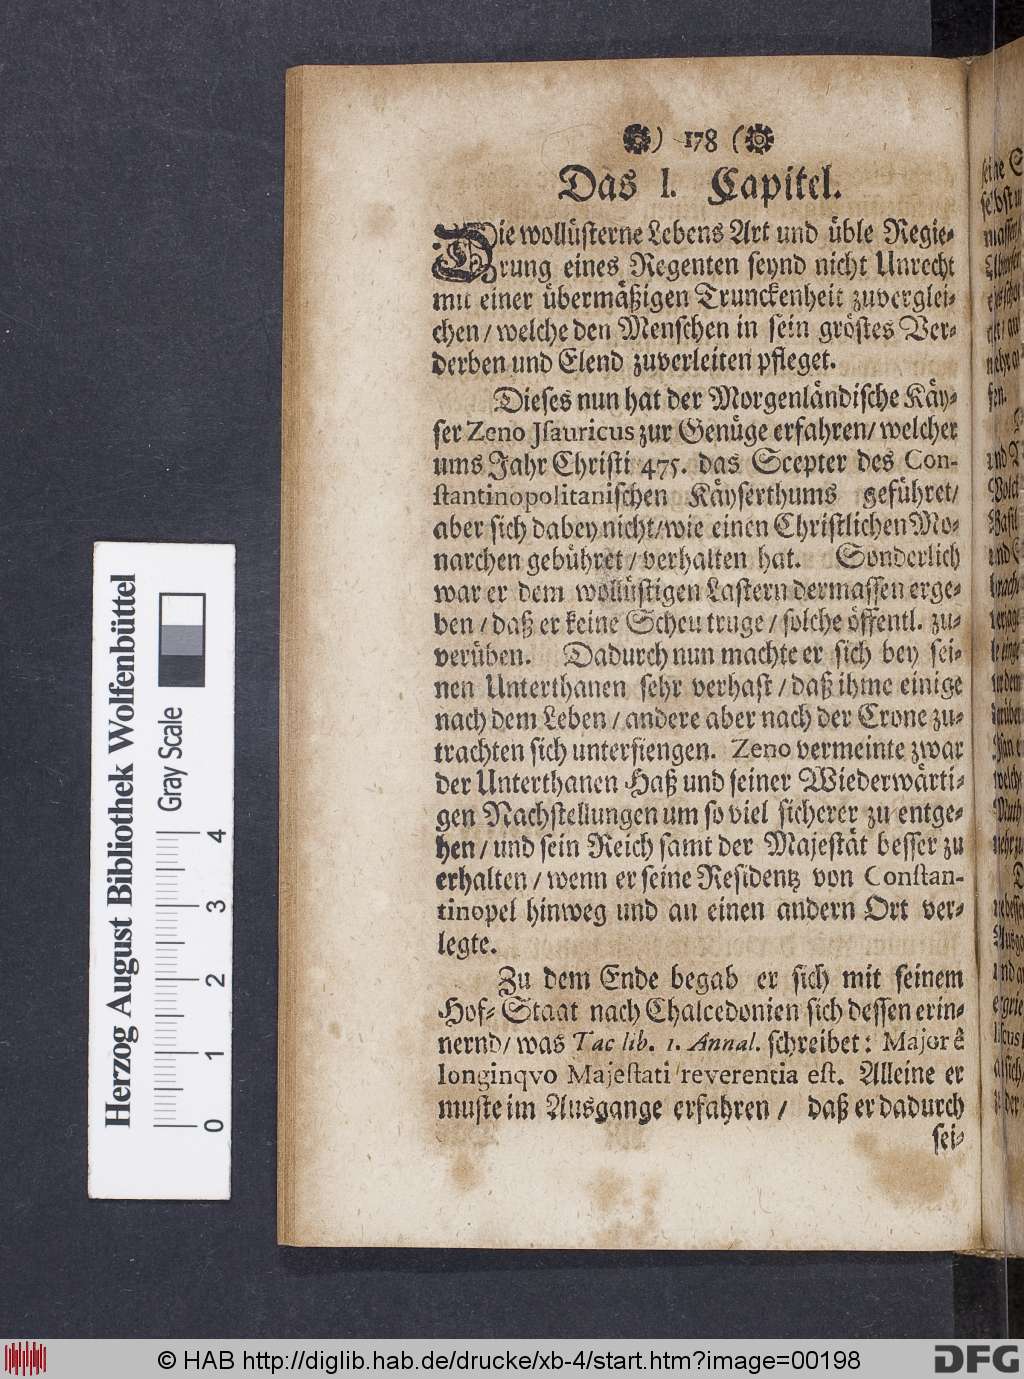 ) 178 (
Das I. Capitel.
Die wollüsterne Lebens Art und üble Regie-
rung eines Regenten seynd nicht Unrecht
mit einer übermäßigen Trunckenheit zuverglei-
chen / welche den Menschen in sein gröstes Ver-
derben und Elend zuverleiten pfleget.
Dieses nun hat der Morgenländische Käy-
ser Zeno Jsauricus zur Genüge erfahren / welcher
ums Jahr Christi 475. das Scepter des Con-
stantinopolitanischen Käyserthums geführet /
aber sich dabey nicht / wie einen Christlichen Mo-
narchen gebühret / verhalten hat. Sonderlich
war er dem wollüstigen Lastern dermassen erge-
ben / daß er keine Scheu truge / solche öffentl. zu-
verüben. Dadurch nun machte er sich bey sei-
nen Unterthanen sehr verhast / daß ihme einige
nach dem Leben / andere aber nach der Crone zu-
trachten sich unterfiengen. Zeno vermeinte zwar
der Unterthanen Haß und seiner Wiederwärti-
gen Nachstellungen um so viel sicherer zu entge-
hen / und sein Reich samt der Majestät besser zu
erhalten / wenn er seine Residentz von Constan-
tinopel hinweg und an einen andern Ort ver-
legte.
Zu dem Ende begab er sich mit seinem
Hof-Staat nach Chalcedonien sich dessen erin-
nernd / was Tac lib. 1. Annal. schreibet: Major ê
longinqvo Majestati reverentia est. Alleine er
muste im Ausgange erfahren / daß er dadurch
sei-
Herzog August Bibliothek Wolfenbüttel
Gray Scale
0 1 2 3 4
© HAB http://diglib.hab.de/drucke/xb-4/start.htm?image=00198
DFG